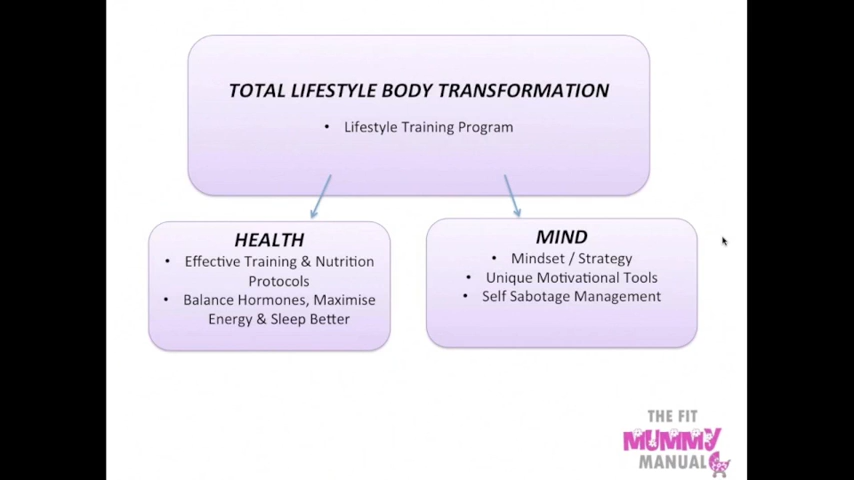 TOTAL LIFESTYLE BODY TRANSFORMATION
• Lifestyle Training Program
HEALTH
• Effective Training & Nutrition
Protocols
• Balance Hormones, Maximise
Energy & Sleep Better
MIND
• Mindset / Strategy
• Unique Motivational Tools
• Self Sabotage Management
THE FIT
MUMMY
MANUAL